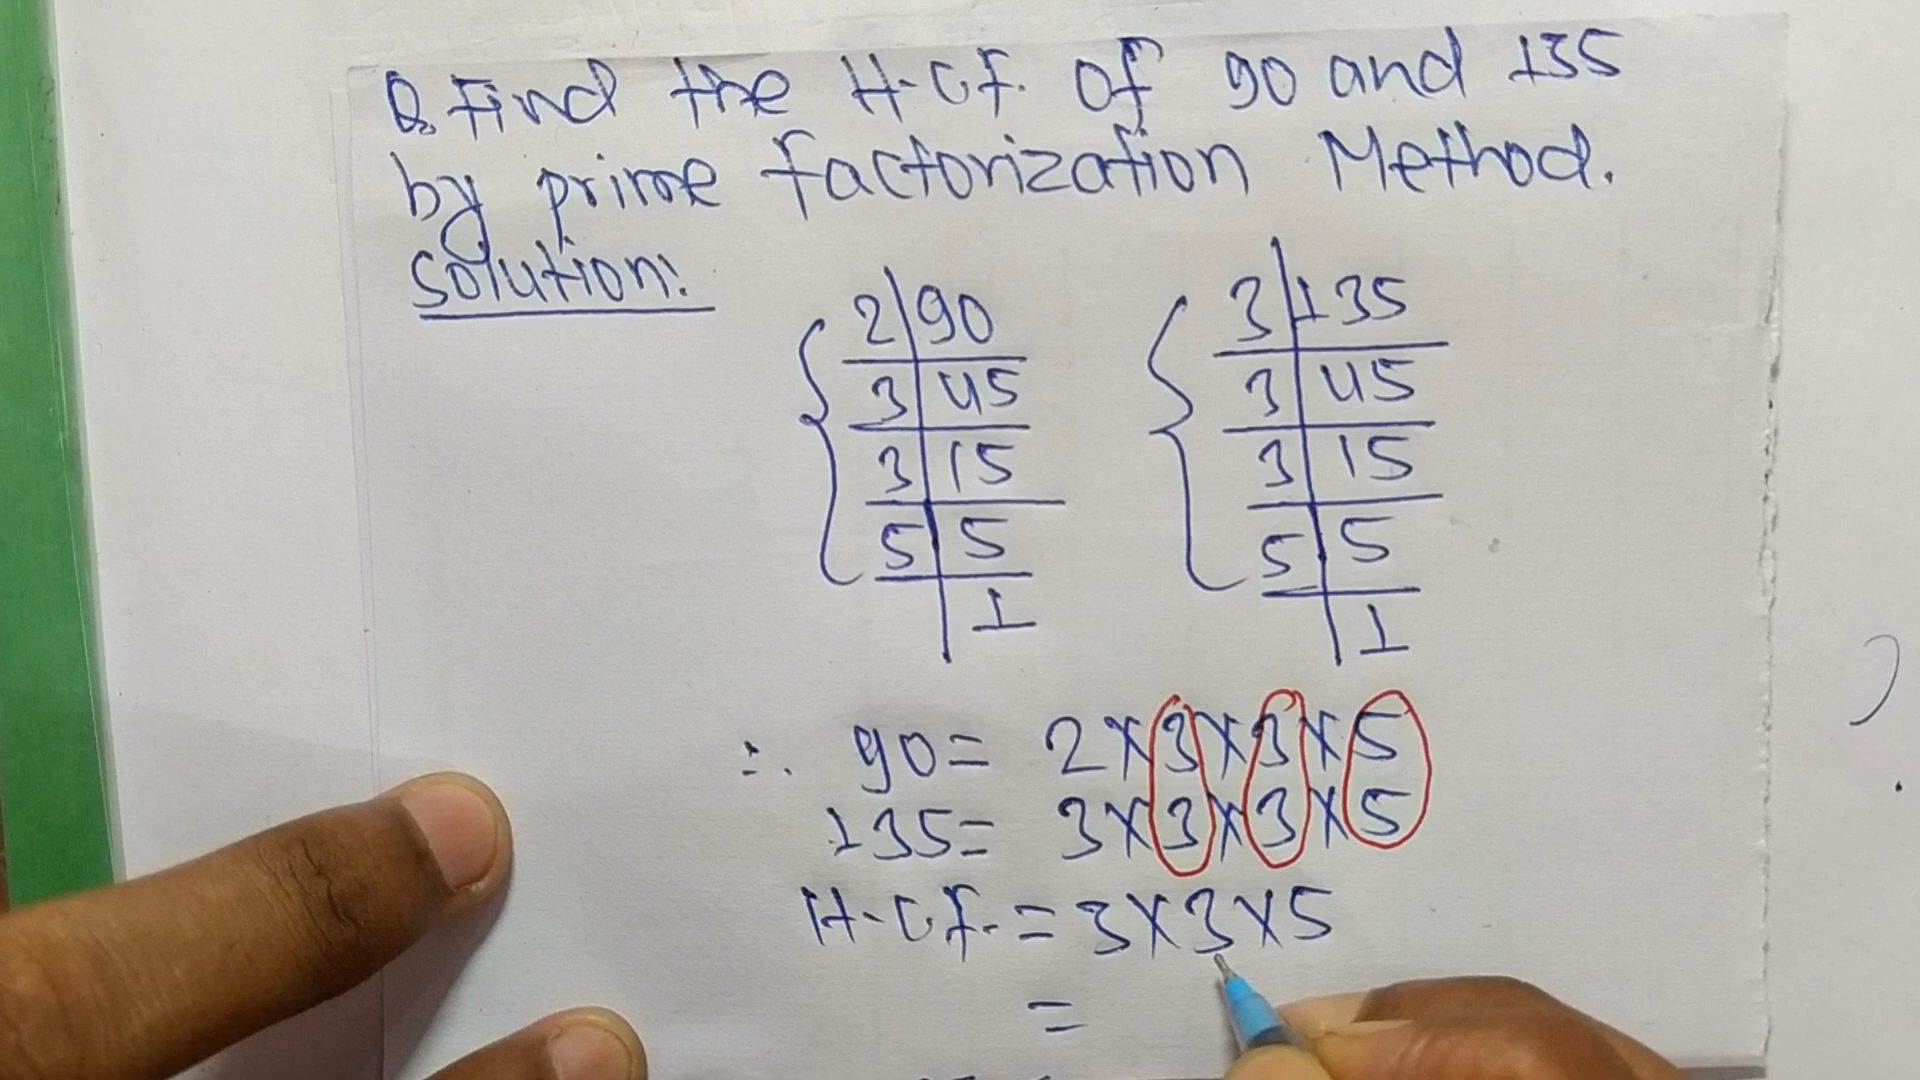 Q. Find the H.C.F. of 90 and 135
by prime factorization Method.
Solution:
2|90
3|45
3|15
5|5
|1
3|135
3|45
3|15
5|5
|1
∴ 90 = 2×3×3×5
135 = 3×3×3×5
H.C.F. = 3×3×5
=